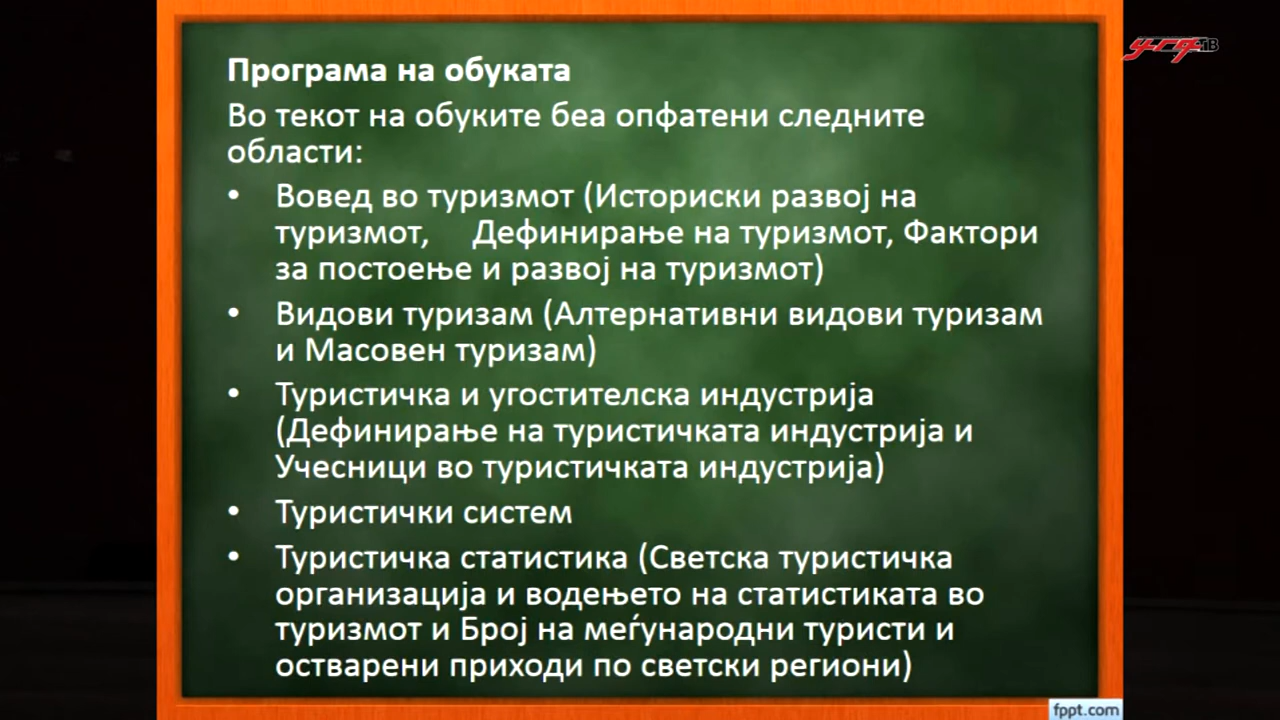 угд ТВ
Програма на обуката
Во текот на обуките беа опфатени следните
области:
• Вовед во туризмот (Историски развој на
туризмот, Дефинирање на туризмот, Фактори
за постоење и развој на туризмот)
• Видови туризам (Алтернативни видови туризам
и Масовен туризам)
• Туристичка и угостителска индустрија
(Дефинирање на туристичката индустрија и
Учесници во туристичката индустрија)
• Туристички систем
• Туристичка статистика (Светска туристичка
организација и водењето на статистиката во
туризмот и Број на меѓународни туристи и
остварени приходи по светски региони)
fppt.com